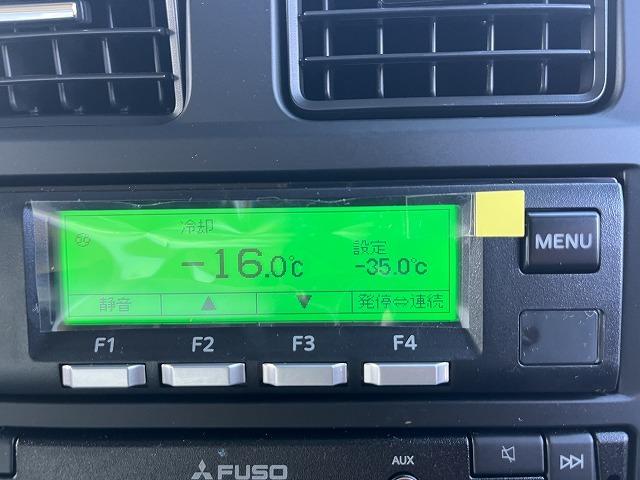 冷却
設定
-16.0℃
-35.0℃
静音 ▲ ▼ 発停⇔連続
MENU
F1 F2 F3 F4
FUSO
AUX